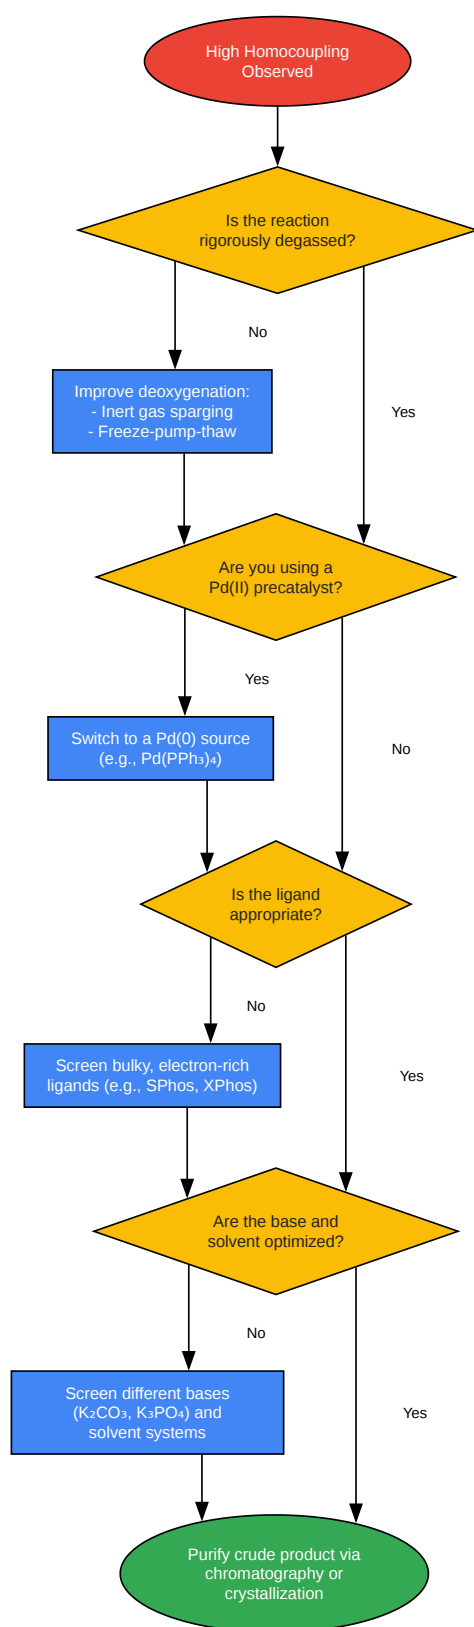 High Homocoupling
Observed
Is the reaction
rigorously degassed?
No
Improve deoxygenation:
- Inert gas sparging
- Freeze-pump-thaw
Yes
Are you using a
Pd(II) precatalyst?
Yes
Switch to a Pd(0) source
(e.g., Pd(PPh₃)₄)
No
Is the ligand
appropriate?
No
Screen bulky, electron-rich
ligands (e.g., SPhos, XPhos)
Yes
Are the base and
solvent optimized?
No
Screen different bases
(K₂CO₃, K₃PO₄) and
solvent systems
Yes
Purify crude product via
chromatography or
crystallization